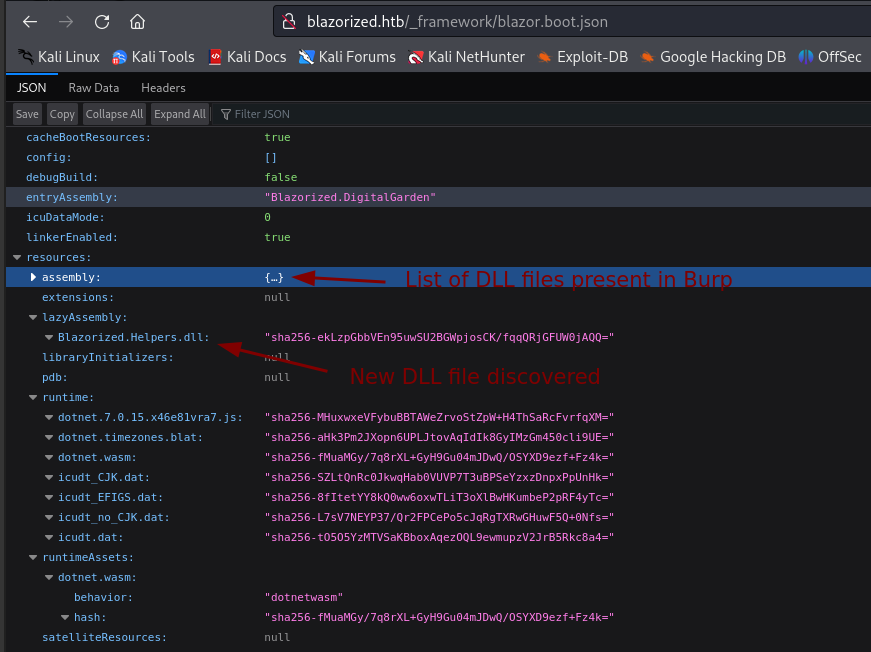 blazorized.htb/_framework/blazor.boot.json
Kali Linux Kali Tools Kali Docs Kali Forums Kali NetHunter Exploit-DB Google Hacking DB OffSec
JSON Raw Data Headers
Save Copy Collapse All Expand All Filter JSON
cacheBootResources: true
config: []
debugBuild: false
entryAssembly: "Blazorized.DigitalGarden"
icuDataMode: 0
linkerEnabled: true
resources:
assembly: {…} List of DLL files present in Burp
extensions: null
lazyAssembly:
Blazorized.Helpers.dll: "sha256-ekLzpGbbVEn95uwSU2BGWpjosCK/fqqQRjGFUW0jAQQ="
libraryInitializers: null
pdb: null New DLL file discovered
runtime:
dotnet.7.0.15.x46e81vra7.js: "sha256-MHuxwxeVFybuBBTAWeZrvoStZpW+H4ThSaRcFvrfqXM="
dotnet.timezones.blat: "sha256-aHk3Pm2JXopn6UPLJtovAqIdIk8GyIMzGm450cli9UE="
dotnet.wasm: "sha256-fMuaMGy/7q8rXL+GyH9Gu04mJDwQ/OSYXD9ezf+Fz4k="
icudt_CJK.dat: "sha256-SZLtQnRc0JkwqHab0VUVP7T3uBPSeYzxzDnpxPpUnHk="
icudt_EFIGS.dat: "sha256-8fItetYY8kQ0ww6oxwTLiT3oXlBwHKumbeP2pRF4yTc="
icudt_no_CJK.dat: "sha256-L7sV7NEYP37/Qr2FPCePo5cJqRgTXRwGHuwF5Q+0Nfs="
icudt.dat: "sha256-tO5O5YzMTVSaKBboxAqezOQL9ewmupzV2JrB5Rkc8a4="
runtimeAssets:
dotnet.wasm:
behavior: "dotnetwasm"
hash: "sha256-fMuaMGy/7q8rXL+GyH9Gu04mJDwQ/OSYXD9ezf+Fz4k="
satelliteResources: null